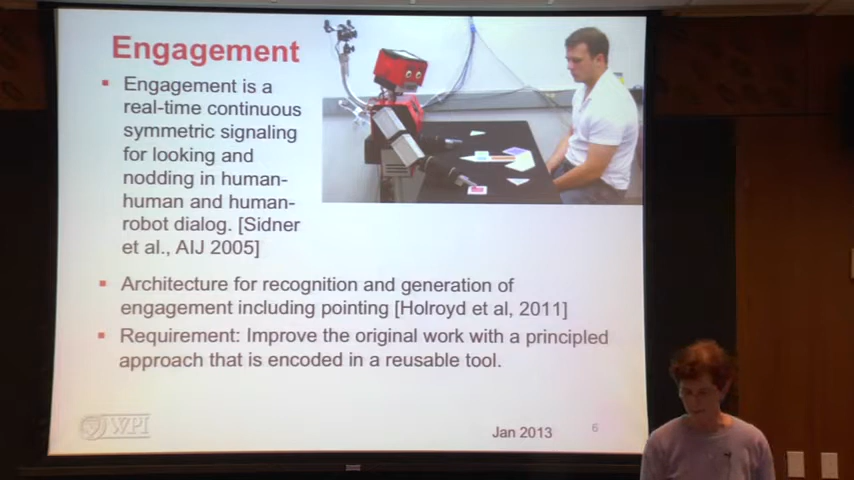 Engagement
Engagement is a
real-time continuous
symmetric signaling
for looking and
nodding in human-
human and human-
robot dialog. [Sidner
et al., AIJ 2005]
Architecture for recognition and generation of
engagement including pointing [Holroyd et al, 2011]
Requirement: Improve the original work with a principled
approach that is encoded in a reusable tool.
WPI
Jan 2013
6